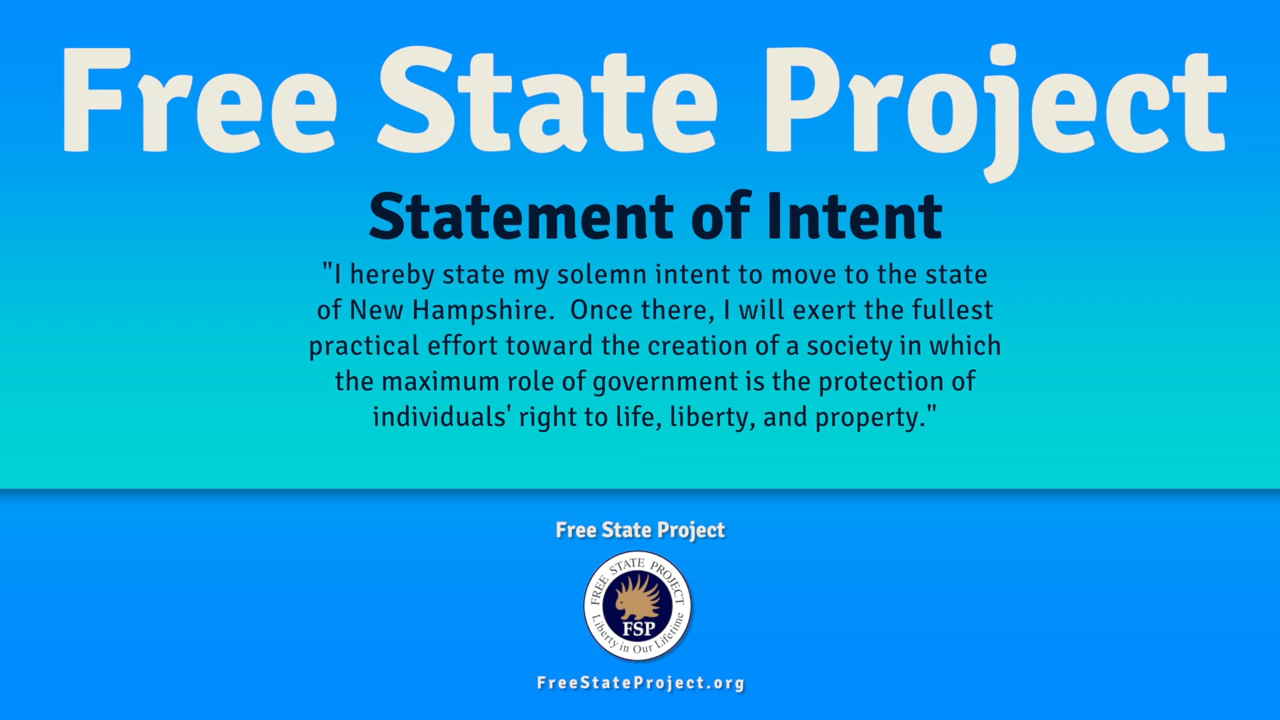 Free State Project
Statement of Intent
"I hereby state my solemn intent to move to the state
of New Hampshire.  Once there, I will exert the fullest
practical effort toward the creation of a society in which
the maximum role of government is the protection of
individuals' right to life, liberty, and property."
Free State Project
FREE STATE PROJECT
FSP
Liberty in Our Lifetime
FreeStateProject.org